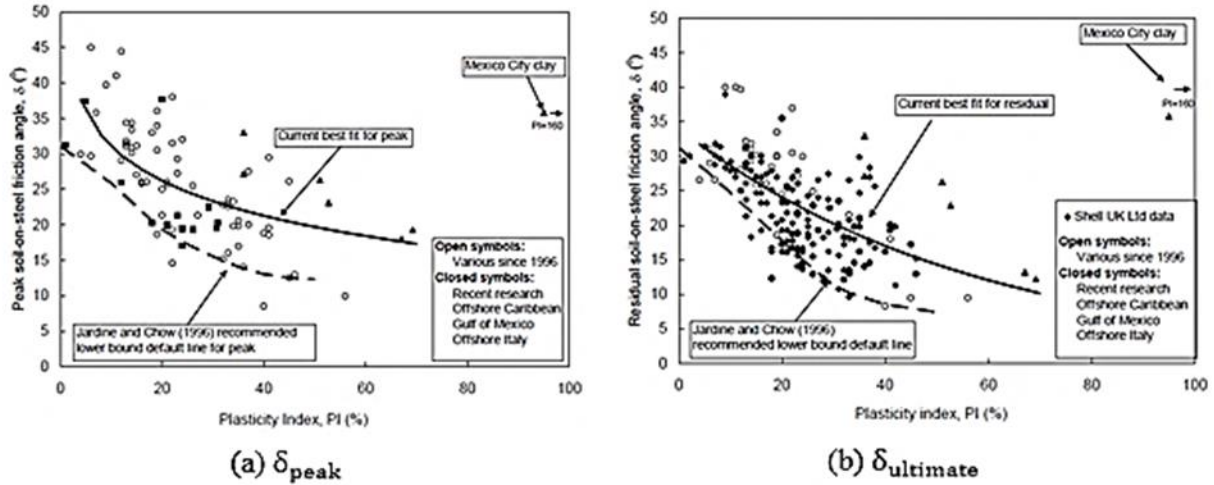 50
45
40
35
30
25
20
15
10
5
0
Peak soil-on-steel friction angle, δ (°)
Mexico City clay
PI=160
Current best fit for peak
Open symbols:
Various since 1996
Closed symbols:
Recent research
Offshore Caribbean
Gulf of Mexico
Offshore Italy
Jardine and Chow (1996) recommended
lower bound default line for peak
0 20 40 60 80 100
Plasticity Index, PI (%)
(a) δpeak
50
45
40
35
30
25
20
15
10
5
0
Residual soil-on-steel friction angle, δ (°)
Mexico City clay
PI=160
Current best fit for residual
Shell UK Ltd data
Open symbols:
Various since 1996
Closed symbols:
Recent research
Offshore Caribbean
Gulf of Mexico
Offshore Italy
Jardine and Chow (1996)
recommended lower bound default line
0 20 40 60 80 100
Plasticity index, PI (%)
(b) δultimate